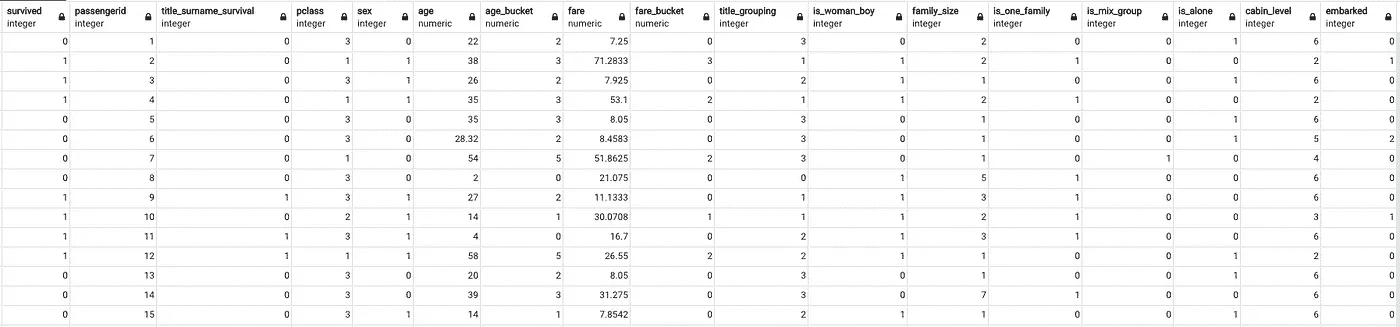 survived passengerid title_surname_survival pclass sex age age_bucket fare fare_bucket title_grouping is_woman_boy family_size is_one_family is_mix_group is_alone cabin_level embarked
integer integer integer integer integer numeric numeric numeric numeric integer integer integer integer integer integer integer integer
0 1 0 3 0 22 2 7.25 0 3 0 2 0 0 1 6 0
1 2 0 1 1 38 3 71.2833 3 1 1 2 1 0 0 2 1
1 3 0 3 1 26 2 7.925 0 2 1 1 0 0 1 6 0
1 4 0 1 1 35 3 53.1 2 1 1 2 1 0 0 2 0
0 5 0 3 0 35 3 8.05 0 3 0 1 0 0 1 6 0
0 6 0 3 0 28.32 2 8.4583 0 3 0 1 0 0 1 5 2
0 7 0 1 0 54 5 51.8625 2 3 0 1 0 1 0 4 0
0 8 0 3 0 2 0 21.075 0 0 1 5 1 0 0 6 0
1 9 1 3 1 27 2 11.1333 0 1 1 3 1 0 0 6 0
1 10 0 2 1 14 1 30.0708 1 1 1 2 1 0 0 3 1
1 11 1 3 1 4 0 16.7 0 2 1 3 1 0 0 6 0
1 12 1 1 1 58 5 26.55 2 2 1 1 0 0 1 2 0
0 13 0 3 0 20 2 8.05 0 3 0 1 0 0 1 6 0
0 14 0 3 0 39 3 31.275 0 3 0 7 1 0 0 6 0
0 15 0 3 1 14 1 7.8542 0 2 1 1 0 0 1 6 0